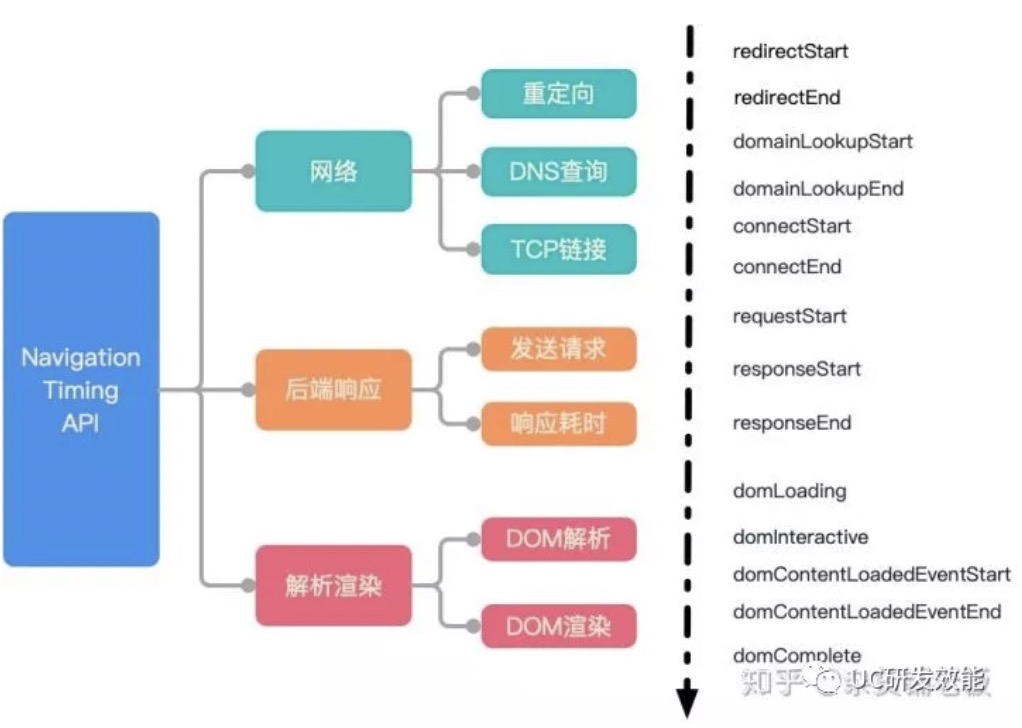 Navigation
Timing
API
网络
重定向
DNS查询
TCP链接
后端响应
发送请求
响应耗时
解析渲染
DOM解析
DOM渲染
redirectStart
redirectEnd
domainLookupStart
domainLookupEnd
connectStart
connectEnd
requestStart
responseStart
responseEnd
domLoading
domInteractive
domContentLoadedEventStart
domContentLoadedEventEnd
domComplete
知乎
UC研发效能